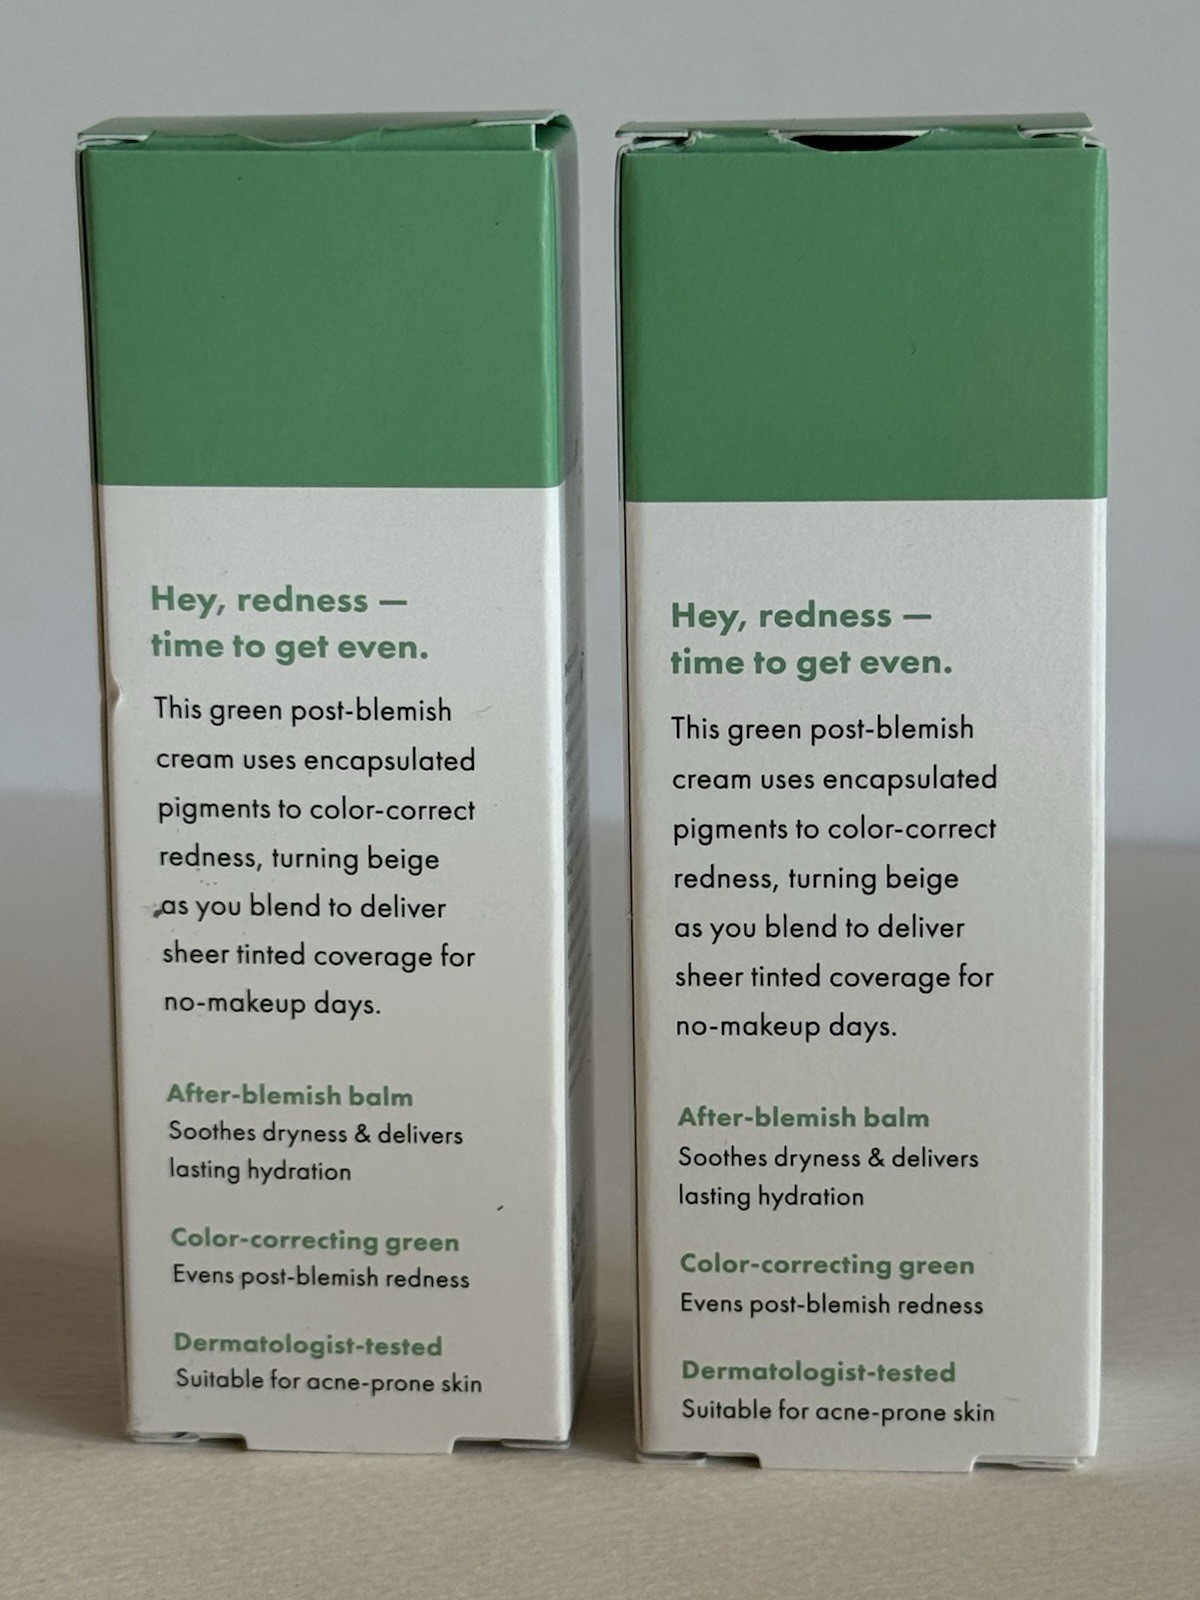 Hey, redness —
time to get even.
This green post-blemish
cream uses encapsulated
pigments to color-correct
redness, turning beige
as you blend to deliver
sheer tinted coverage for
no-makeup days.
After-blemish balm
Soothes dryness & delivers
lasting hydration
Color-correcting green
Evens post-blemish redness
Dermatologist-tested
Suitable for acne-prone skin
Hey, redness —
time to get even.
This green post-blemish
cream uses encapsulated
pigments to color-correct
redness, turning beige
as you blend to deliver
sheer tinted coverage for
no-makeup days.
After-blemish balm
Soothes dryness & delivers
lasting hydration
Color-correcting green
Evens post-blemish redness
Dermatologist-tested
Suitable for acne-prone skin